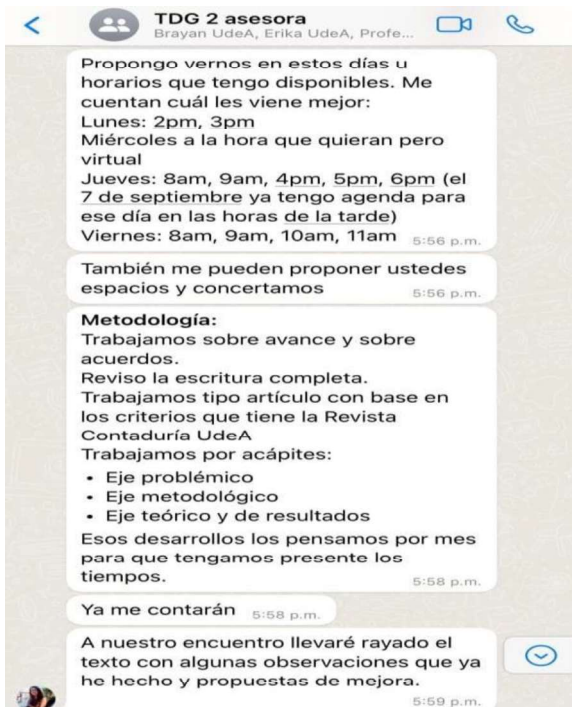 TDG 2 asesora
Brayan UdeA, Erika UdeA, Profe...
Propongo vernos en estos días u
horarios que tengo disponibles. Me
cuentan cuál les viene mejor:
Lunes: 2pm, 3pm
Miércoles a la hora que quieran pero
virtual
Jueves: 8am, 9am, 4pm, 5pm, 6pm (el
7 de septiembre ya tengo agenda para
ese día en las horas de la tarde)
Viernes: 8am, 9am, 10am, 11am 5:56 p.m.
También me pueden proponer ustedes
espacios y concertamos 5:56 p.m.
Metodología:
Trabajamos sobre avance y sobre
acuerdos.
Reviso la escritura completa.
Trabajamos tipo artículo con base en
los criterios que tiene la Revista
Contaduría UdeA
Trabajamos por acápites:
• Eje problémico
• Eje metodológico
• Eje teórico y de resultados
Esos desarrollos los pensamos por mes
para que tengamos presente los
tiempos. 5:58 p.m.
Ya me contarán 5:58 p.m.
A nuestro encuentro llevaré rayado el
texto con algunas observaciones que ya
he hecho y propuestas de mejora.
5:59 p.m.